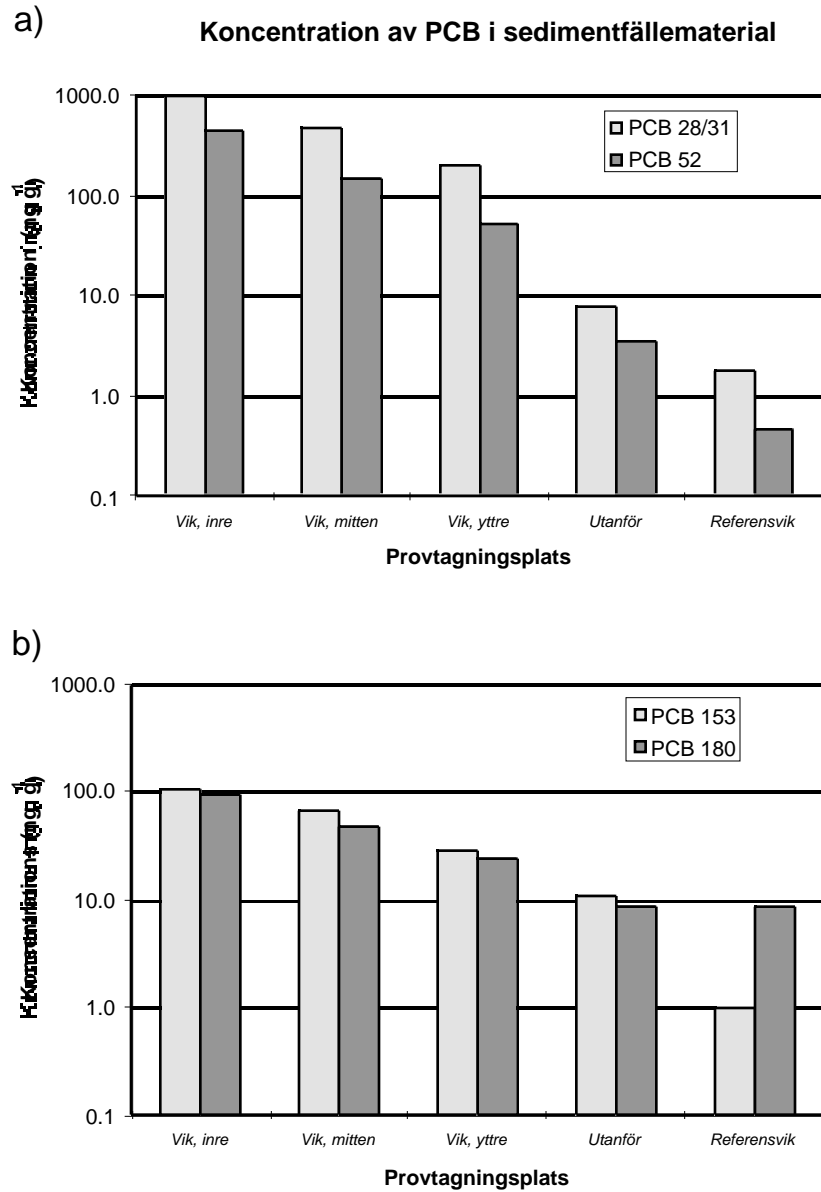 a)
Koncentration av PCB i sedimentfällematerial
1000.0
100.0
10.0
1.0
0.1
PCB 28/31
PCB 52
Vik, inre
Vik, mitten
Vik, yttre
Utanför
Referensvik
Provtagningsplats
b)
1000.0
100.0
10.0
1.0
0.1
PCB 153
PCB 180
Vik, inre
Vik, mitten
Vik, yttre
Utanför
Referensvik
Provtagningsplats